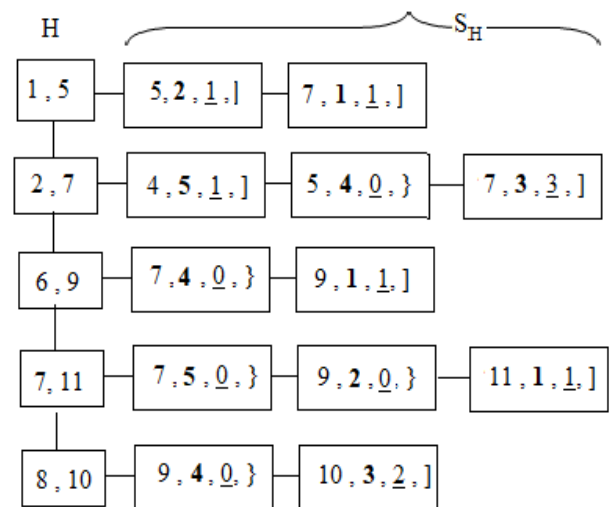 H S_H
1 , 5 5, 2 , 1 , ] 7 , 1 , 1 , ]
2 , 7 4 , 5 , 1 , ] 5 , 4 , 0 , } 7 , 3 , 3 , ]
6 , 9 7 , 4 , 0 , } 9 , 1 , 1 , ]
7 , 11 7 , 5 , 0 , } 9 , 2 , 0 , } 11 , 1 , 1 , ]
8 , 10 9 , 4 , 0 , } 10 , 3 , 2 , ]